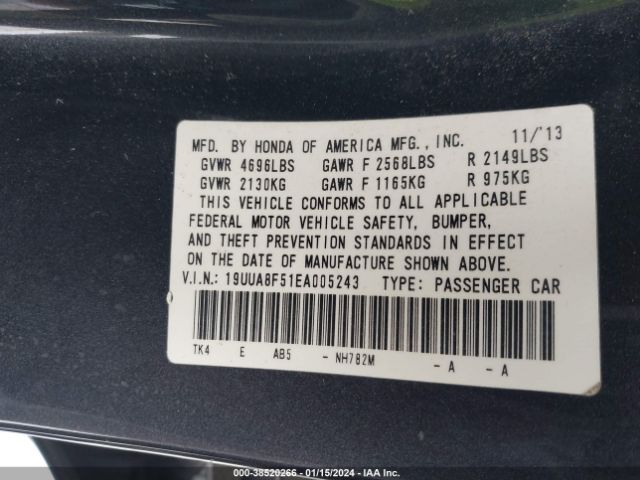 MFD. BY HONDA OF AMERICA MFG., INC. 11/'13
GVWR 4696LBS GAWR F 2568LBS R 2149LBS
GVWR 2130KG GAWR F 1165KG R 975KG
THIS VEHICLE CONFORMS TO ALL APPLICABLE
FEDERAL MOTOR VEHICLE SAFETY, BUMPER,
AND THEFT PREVENTION STANDARDS IN EFFECT
ON THE DATE OF MANUFACTURE SHOWN ABOVE.
V.I.N.: 19UUA8F51EA005243 TYPE: PASSENGER CAR
TK4 E AB5 - NH782M - A - A
000-38520266 - 01/15/2024 - IAA Inc.